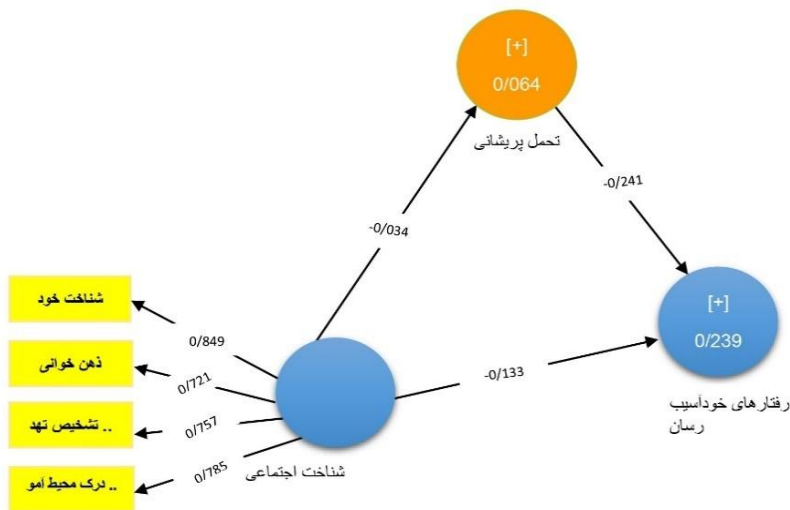 [+]
0/064
تحمل پریشانی
-0/241
-0/034
[+]
0/239
رفتارهای خودآسیب
رسان
-0/133
شناخت خود
0/849
ذهن خوانی
0/721
تشخیص تهد ..
0/757
درک محیط آمو ..
0/785
شناخت اجتماعی